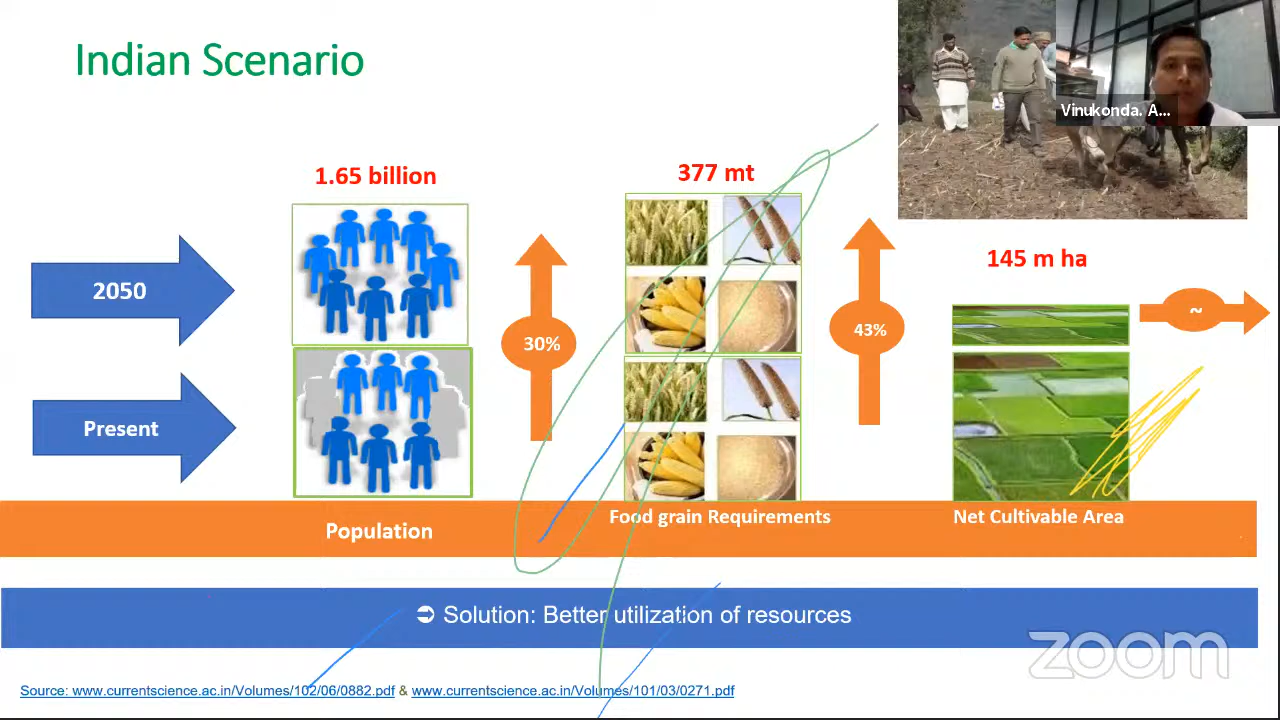 Indian Scenario
Vinukonda. A...
1.65 billion
377 mt
145 m ha
2050
~
30%
43%
Present
Population
Food grain Requirements
Net Cultivable Area
➲ Solution: Better utilization of resources
zoom
Source: www.currentscience.ac.in/Volumes/102/06/0882.pdf & www.currentscience.ac.in/Volumes/101/03/0271.pdf